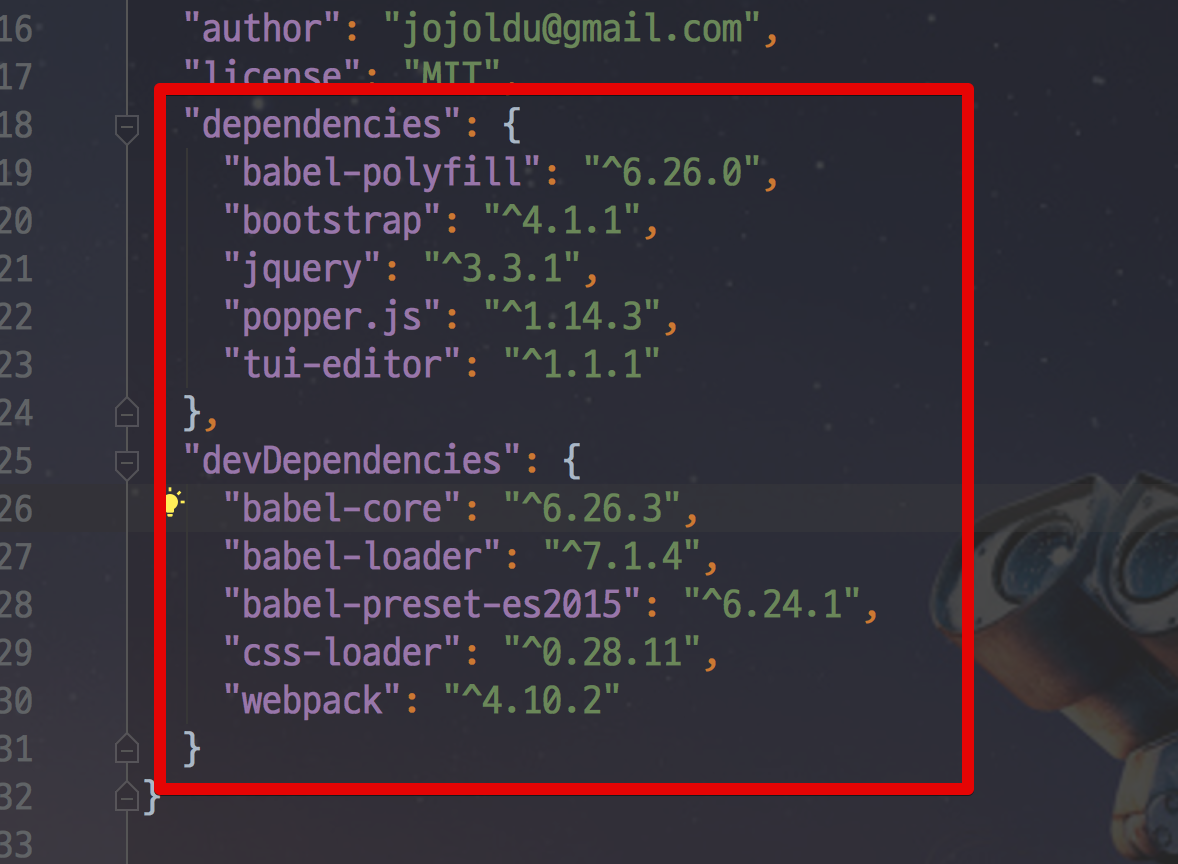 16 "author": "jojoldu@gmail.com",
17 "license": "MIT",
18 "dependencies": {
19 "babel-polyfill": "^6.26.0",
20 "bootstrap": "^4.1.1",
21 "jquery": "^3.3.1",
22 "popper.js": "^1.14.3",
23 "tui-editor": "^1.1.1"
24 },
25 "devDependencies": {
26 "babel-core": "^6.26.3",
27 "babel-loader": "^7.1.4",
28 "babel-preset-es2015": "^6.24.1",
29 "css-loader": "^0.28.11",
30 "webpack": "^4.10.2"
31 }
32 }
33